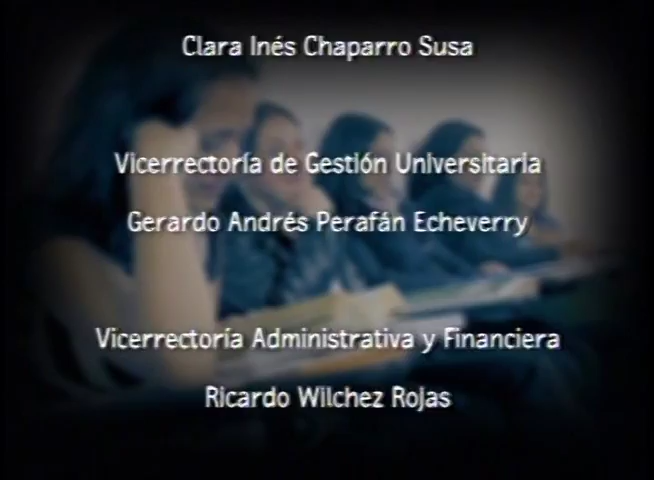 Clara Inés Chaparro Susa
Vicerrectoría de Gestión Universitaria
Gerardo Andrés Perafán Echeverry
Vicerrectoría Administrativa y Financiera
Ricardo Wilchez Rojas